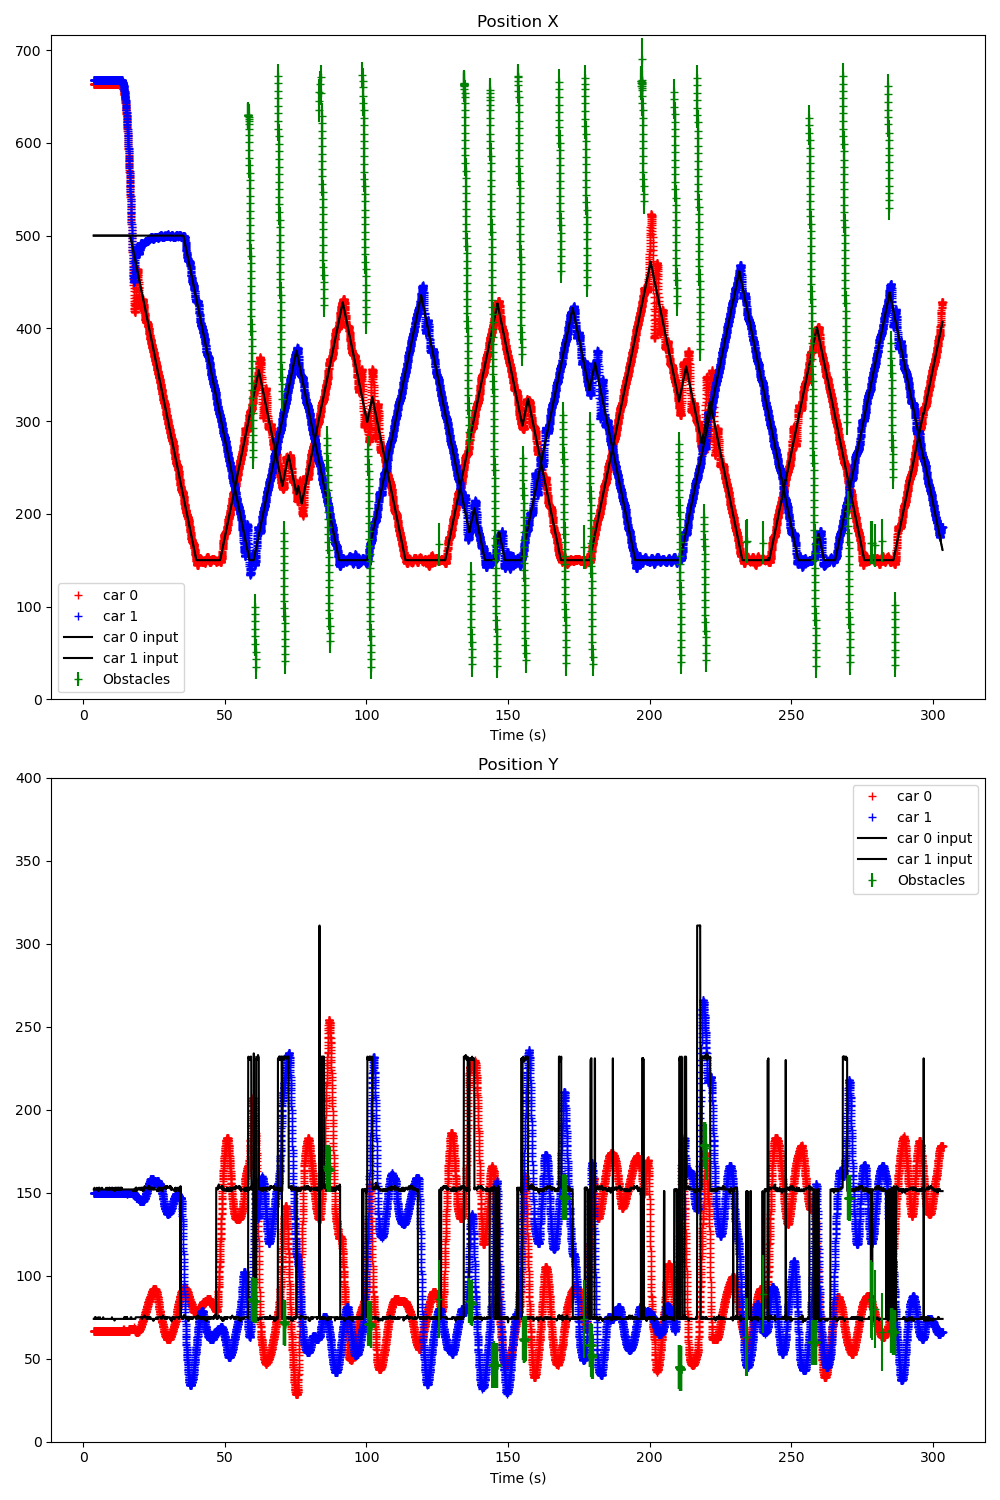 Position X
700
600
500
400
300
200
100
0
car 0
car 1
car 0 input
car 1 input
Obstacles
0 50 100 150 200 250 300
Time (s)
Position Y
400
350
300
250
200
150
100
50
0
car 0
car 1
car 0 input
car 1 input
Obstacles
0 50 100 150 200 250 300
Time (s)